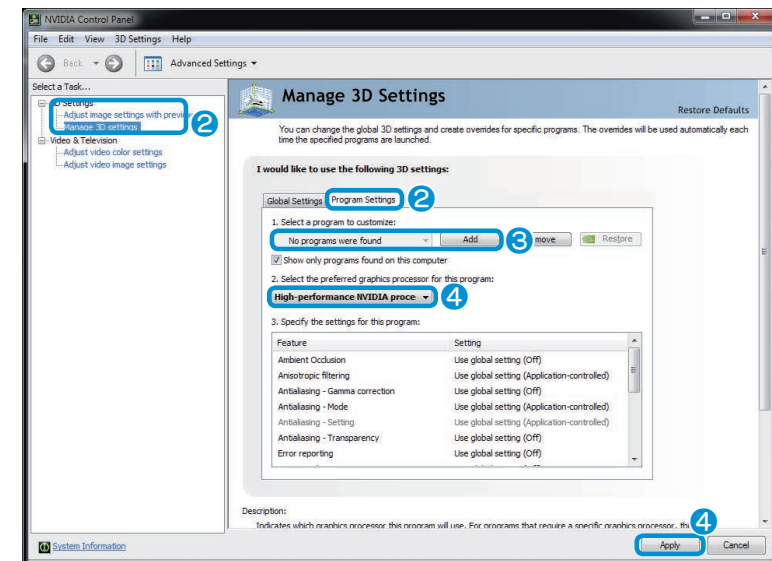 NVIDIA Control Panel
File Edit View 3D Settings Help
Back Advanced Settings
Select a Task...
3D Settings
Adjust image settings with preview
Manage 3D settings
2
Video & Television
Adjust video color settings
Adjust video image settings
Manage 3D Settings
Restore Defaults
You can change the global 3D settings and create overrides for specific programs. The overrides will be used automatically each
time the specified programs are launched.
I would like to use the following 3D settings:
Global Settings Program Settings 2
1. Select a program to customize:
No programs were found Add 3 move Restore
Show only programs found on this computer
2. Select the preferred graphics processor for this program:
High-performance NVIDIA proce 4
3. Specify the settings for this program:
Feature Setting
Ambient Occlusion Use global setting (Off)
Anisotropic filtering Use global setting (Application-controlled)
Antialiasing - Gamma correction Use global setting (Off)
Antialiasing - Mode Use global setting (Application-controlled)
Antialiasing - Setting Use global setting (Application-controlled)
Antialiasing - Transparency Use global setting (Off)
Error reporting Use global setting (Off)
Description:
Indicates which graphics processor this program will use. For programs that require a specific graphics processor, 4
System Information
Apply Cancel